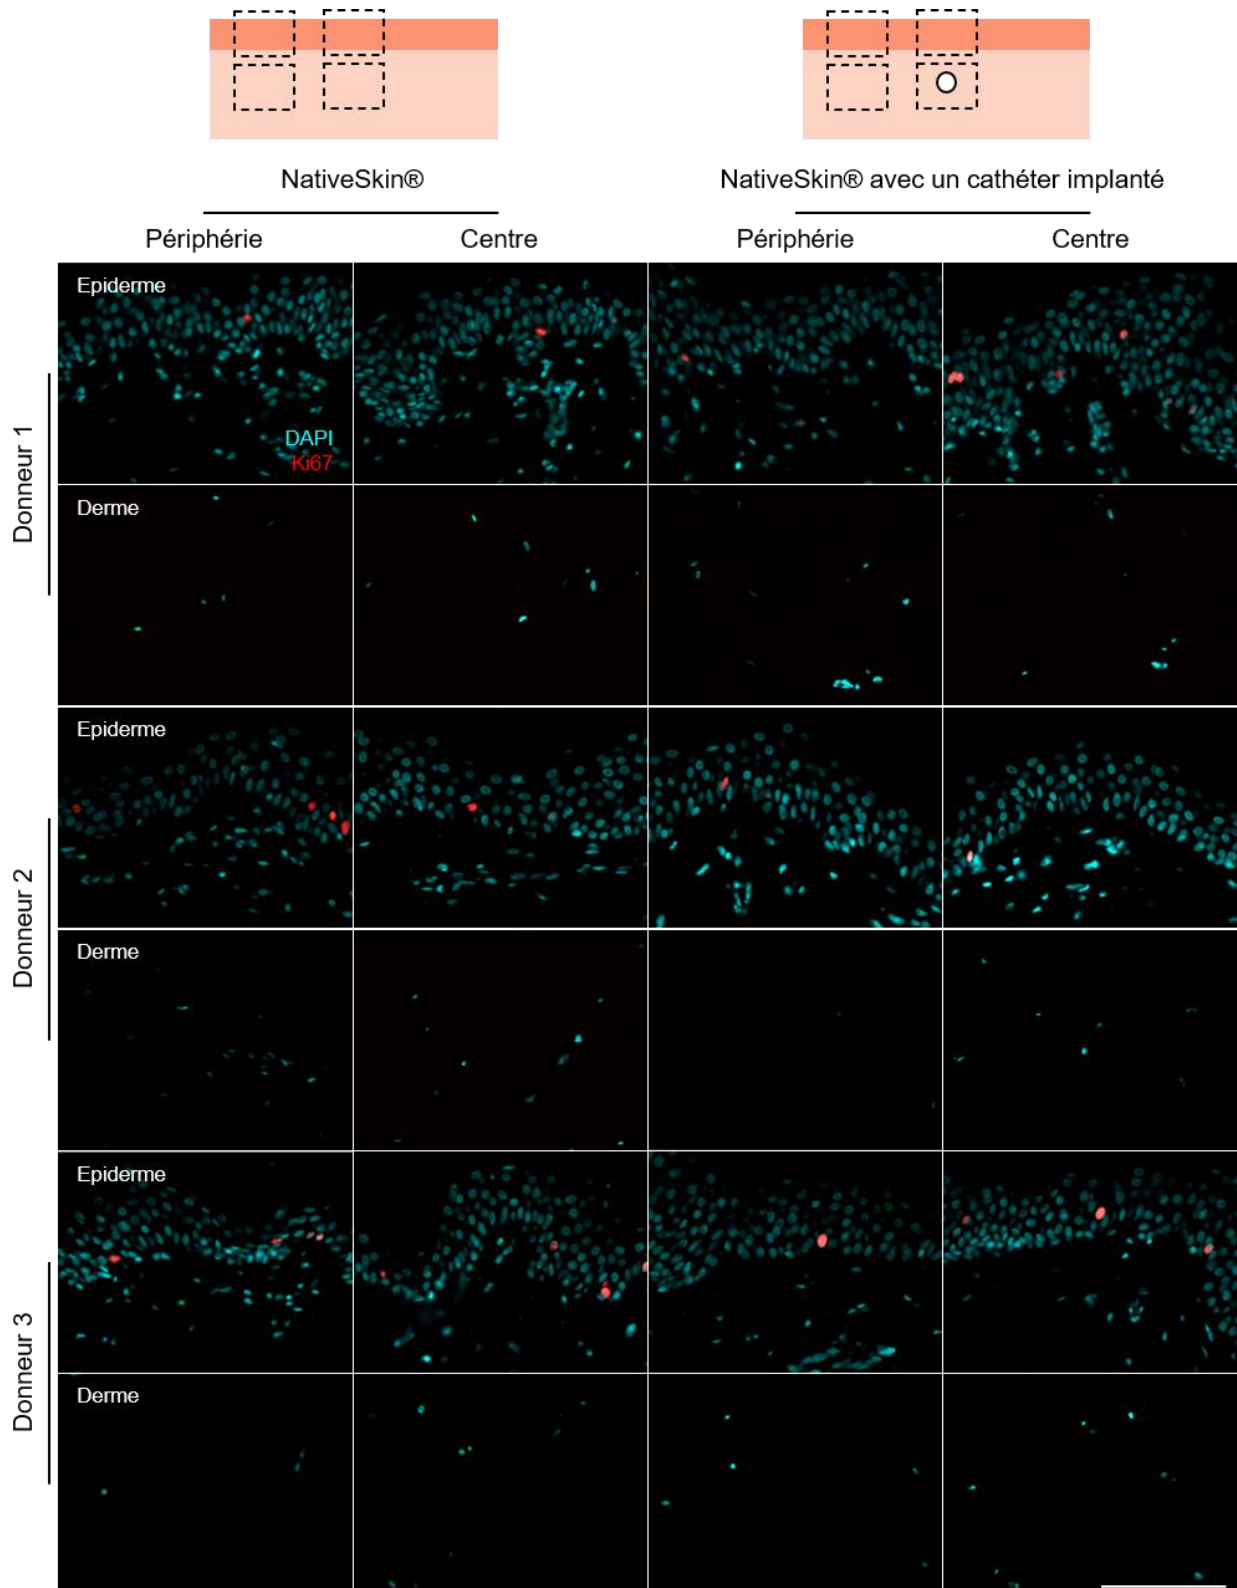 NativeSkin®
NativeSkin® avec un cathéter implanté
Périphérie
Centre
Périphérie
Centre
Donneur 1
Epiderme
DAPI
Ki67
Derme
Donneur 2
Epiderme
Derme
Donneur 3
Epiderme
Derme